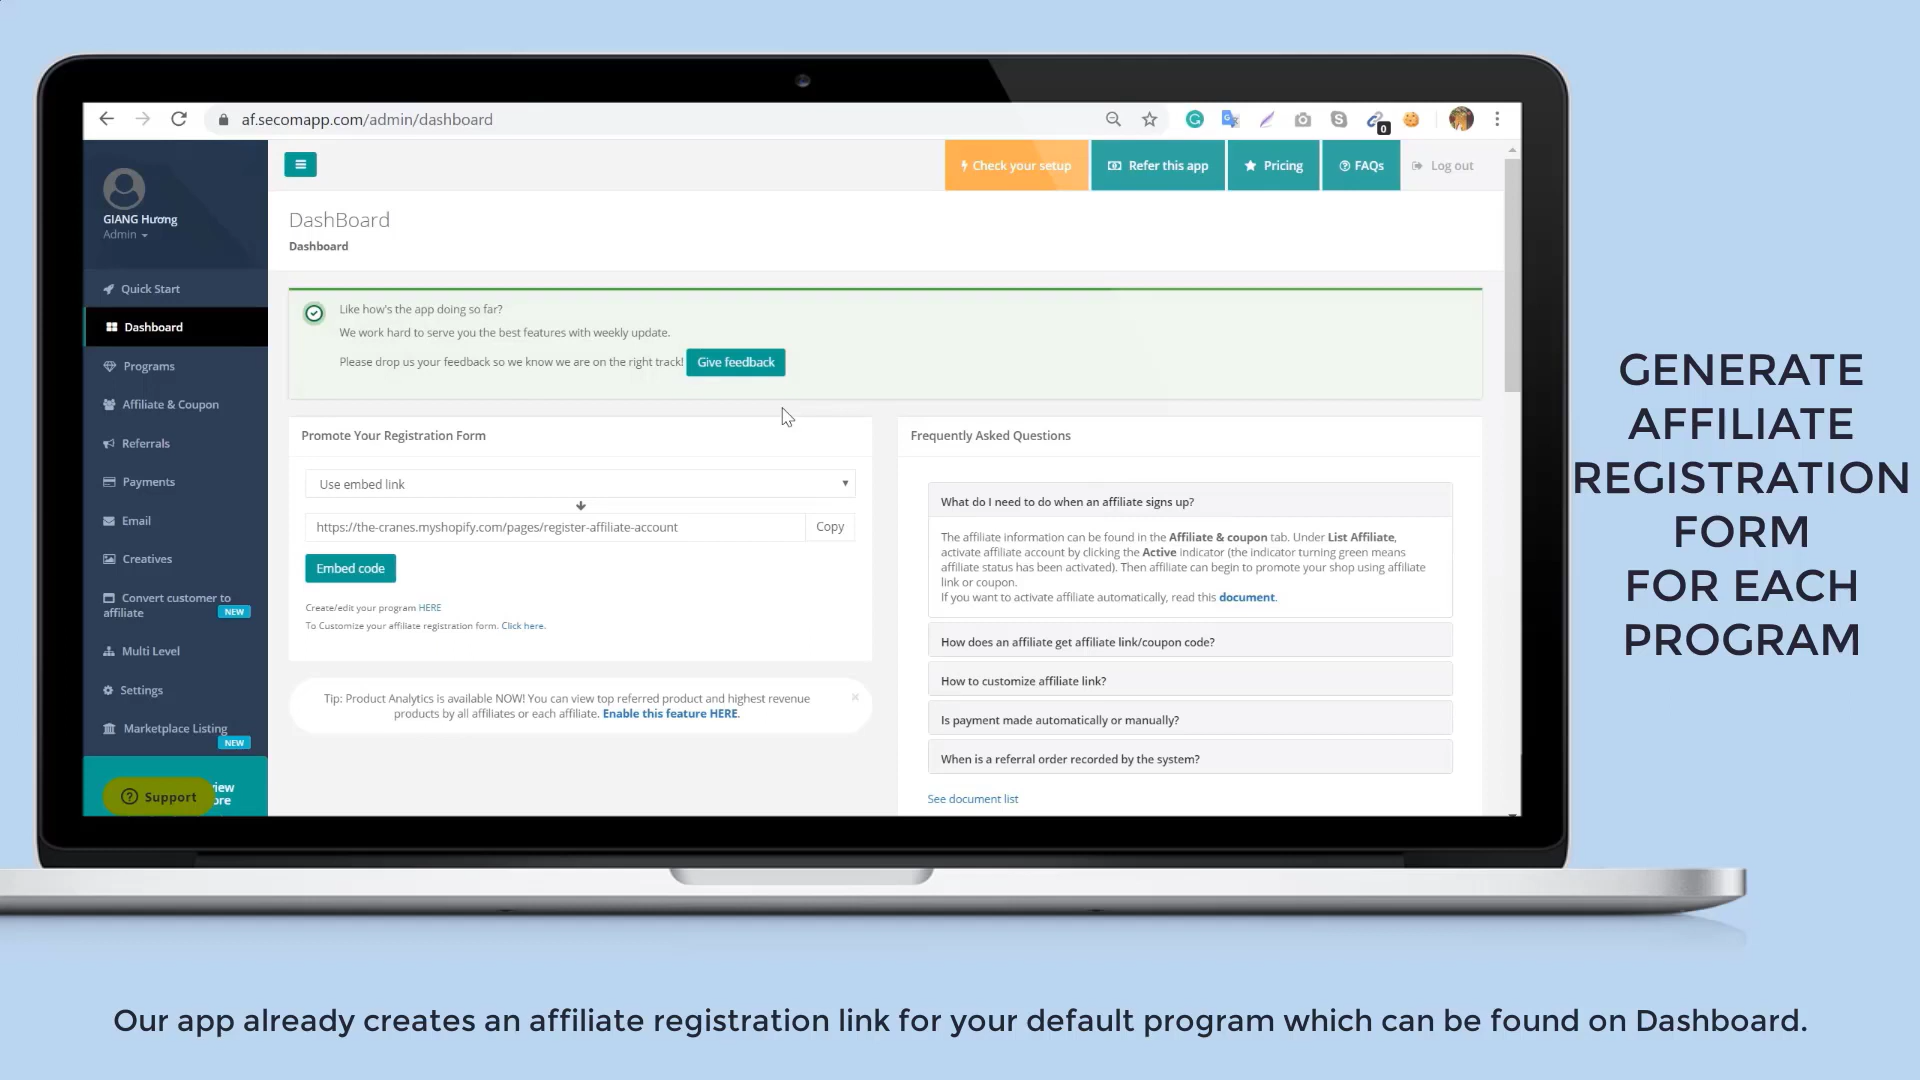 af.secomapp.com/admin/dashboard
0
GIANG Hương
Admin
Quick Start
Dashboard
Programs
Affiliate & Coupon
Referrals
Payments
Email
Creatives
Convert customer to
affiliate
NEW
Multi Level
Settings
Marketplace Listing
NEW
Support
Check your setup
Refer this app
Pricing
FAQs
Log out
DashBoard
Dashboard
Like how's the app doing so far?
We work hard to serve you the best features with weekly update.
Please drop us your feedback so we know we are on the right track! Give feedback
Promote Your Registration Form
Use embed link
https://the-cranes.myshopify.com/pages/register-affiliate-account
Copy
Embed code
Create/edit your program HERE
To Customize your affiliate registration form. Click here.
Tip: Product Analytics is available NOW! You can view top referred product and highest revenue
products by all affiliates or each affiliate. Enable this feature HERE.
Frequently Asked Questions
What do I need to do when an affiliate signs up?
The affiliate information can be found in the Affiliate & coupon tab. Under List Affiliate,
activate affiliate account by clicking the Active indicator (the indicator turning green means
affiliate status has been activated). Then affiliate can begin to promote your shop using affiliate
link or coupon.
If you want to activate affiliate automatically, read this document.
How does an affiliate get affiliate link/coupon code?
How to customize affiliate link?
Is payment made automatically or manually?
When is a referral order recorded by the system?
See document list
GENERATE
AFFILIATE
REGISTRATION
FORM
FOR EACH
PROGRAM
Our app already creates an affiliate registration link for your default program which can be found on Dashboard.